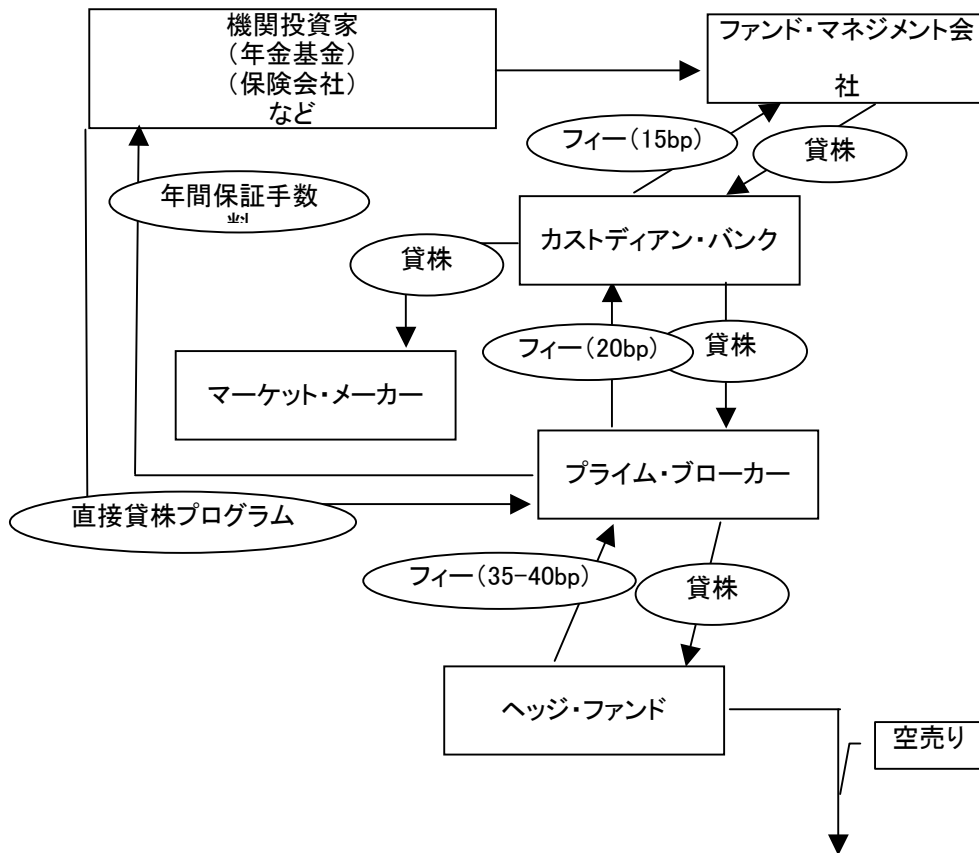 機関投資家
（年金基金）
（保険会社）
など
ファンド・マネジメント会
社
フィー（15bp）
貸株
年間保証手数
料
カストディアン・バンク
貸株
フィー（20bp）
貸株
マーケット・メーカー
プライム・ブローカー
直接貸株プログラム
フィー（35-40bp）
貸株
ヘッジ・ファンド
空売り